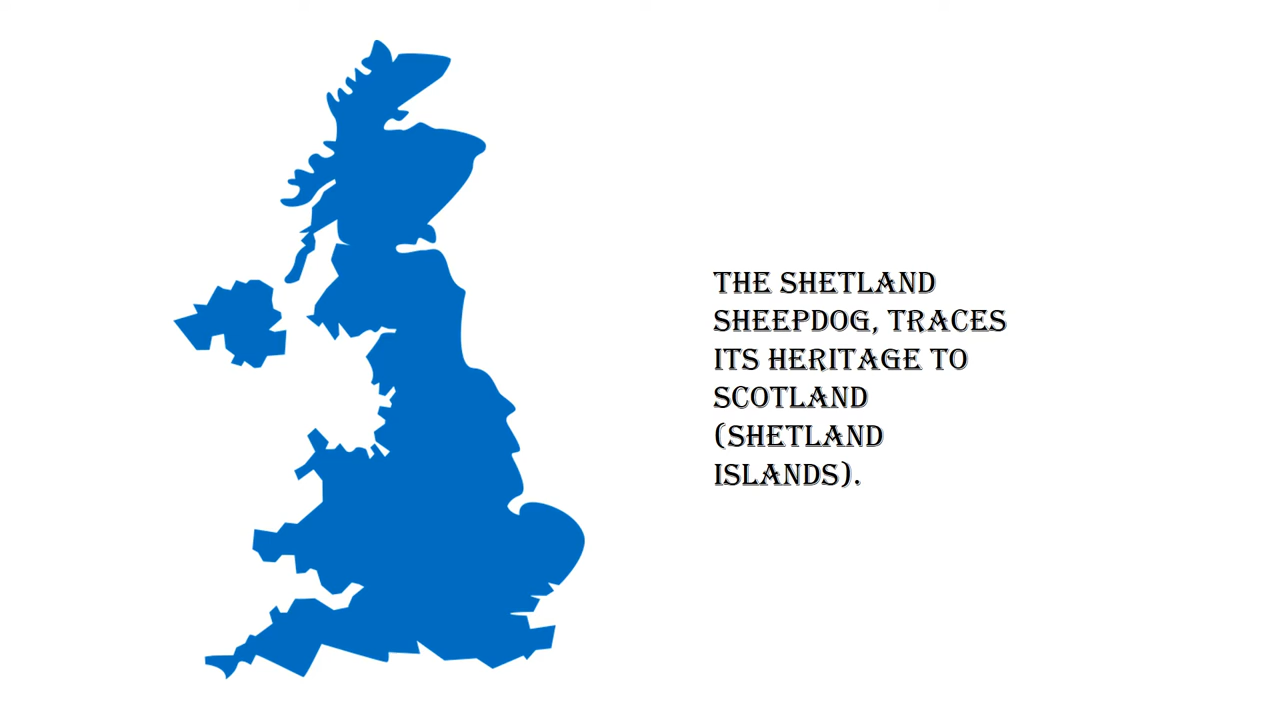 THE SHETLAND
SHEEPDOG, TRACES
ITS HERITAGE TO
SCOTLAND
(SHETLAND
ISLANDS).